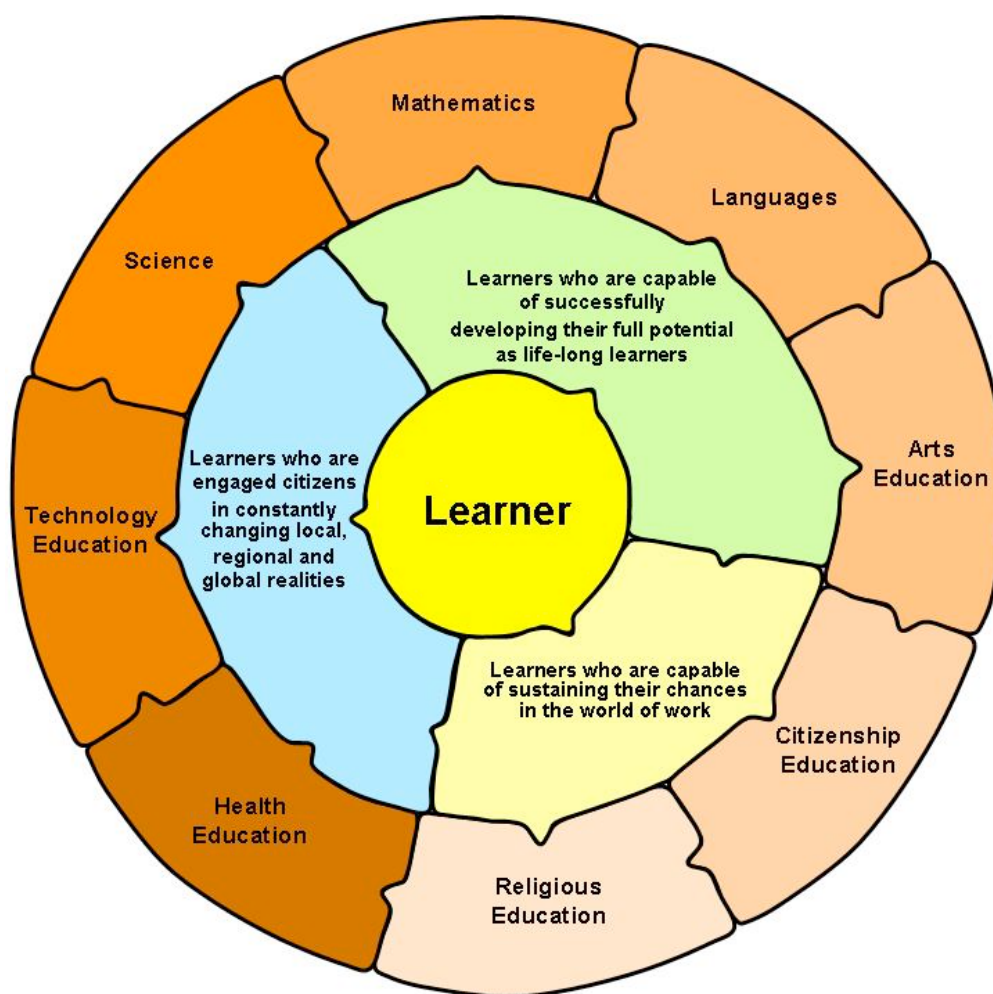 Mathematics
Languages
Science
Learners who are capable
of successfully
developing their full potential
as life-long learners
Arts
Education
Learners who are
engaged citizens
in constantly
changing local,
regional and
global realities
Learner
Technology
Education
Learners who are capable
of sustaining their chances
in the world of work
Citizenship
Education
Health
Education
Religious
Education